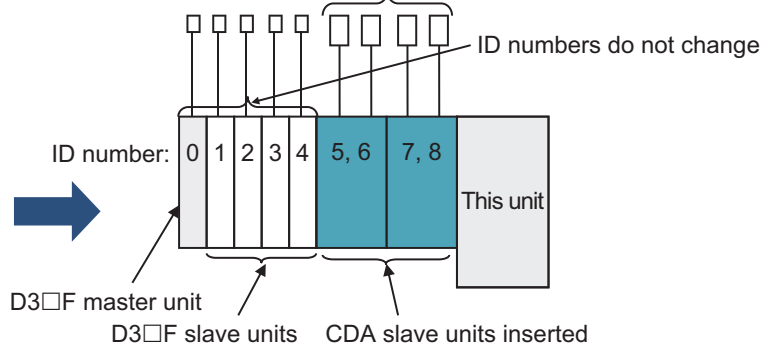 ID numbers do not change
ID number: 0 1 2 3 4 5, 6 7, 8
This unit
D3□F master unit
D3□F slave units CDA slave units inserted